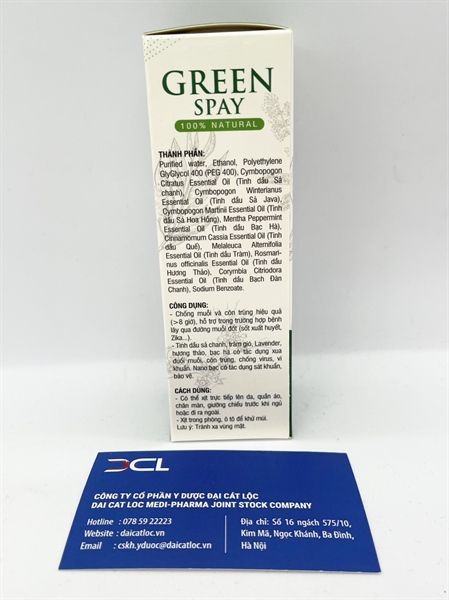 GREEN
SPAY
100% NATURAL
THÀNH PHẦN:
Purified water, Ethanol, Polyethylene
GlyGlycol 400 (PEG 400), Cymbopogon
Citratus Essential Oil (Tinh dầu Sả
chanh), Cymbopogon Winterianus
Essential Oil (Tinh dầu Sả Java),
Cymbopogon Martinii Essential Oil (Tinh
dầu Sả Hoa Hồng), Mentha Peppermint
Essential Oil (Tinh dầu Bạc Hà),
Cinnamomum Cassia Essential Oil (Tinh
dầu Quế), Melaleuca Alternifolia
Essential Oil (Tinh dầu Tràm), Rosmari-
nus officinalis Essential Oil (Tinh dầu
Hương Thảo), Corymbia Citriodora
Essential Oil (Tinh dầu Bạch Đàn
Chanh), Sodium Benzoate.
CÔNG DỤNG:
- Chống muỗi và côn trùng hiệu quả
(>8 giờ), hỗ trợ trong trường hợp bệnh
lây qua đường muỗi đốt (sốt xuất huyết,
Zika...).
- Tinh dầu sả chanh, tràm gió, Lavender,
hương thảo, bạc hà có tác dụng xua
đuổi muỗi, côn trùng, chống virus, vi
khuẩn. Nano bạc có tác dụng sát khuẩn,
bảo vệ.
CÁCH DÙNG:
- Có thể xịt trực tiếp lên da, quần áo,
chăn màn, giường chiếu trước khi ngủ
hoặc đi ra ngoài.
- Xịt trong phòng, ô tô để khử mùi.
Lưu ý: Tránh xa vùng mặt.
DCL
CÔNG TY CỔ PHẦN Y DƯỢC ĐẠI CÁT LỘC
DAI CAT LOC MEDI-PHARMA JOINT STOCK COMPANY
Hotline : 078 59 22223
Website : daicatloc.vn
Email : cskh.yduoc@daicatloc.vn
Địa chỉ: Số 16 ngách 575/10,
Kim Mã, Ngọc Khánh, Ba Đình,
Hà Nội